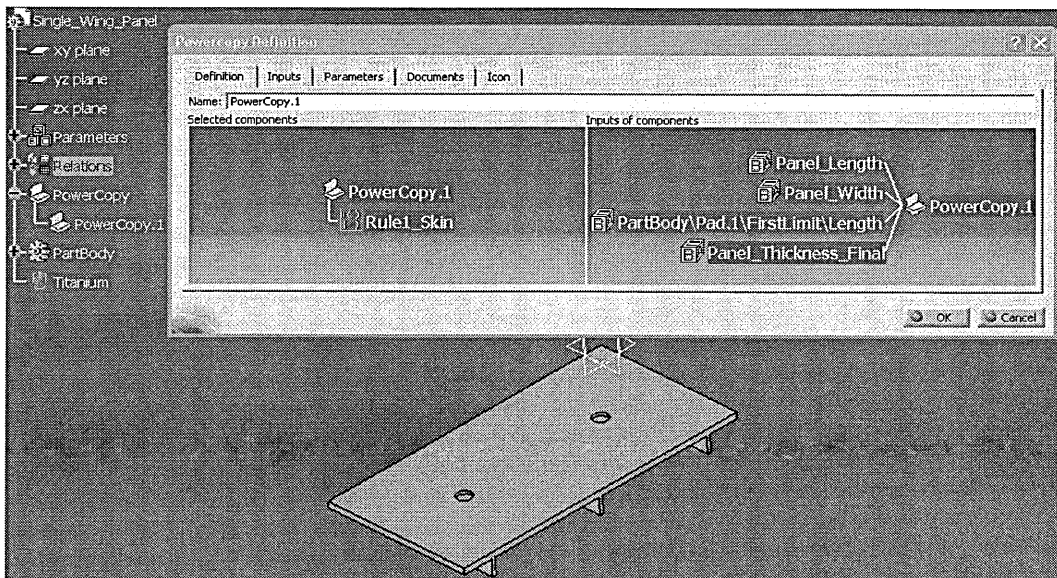 Single_Wing_Panel
xy plane
yz plane
zx plane
Parameters
Relations
PowerCopy
PowerCopy.1
PartBody
Titanium
Powercopy Definition
? X
Definition Inputs Parameters Documents Icon
Name: PowerCopy.1
Selected components
Inputs of components
PowerCopy.1
Rule1_Skin
Panel_Length
Panel_Width
PartBody\Pad.1\FirstLimit\Length
Panel_Thickness_Final
PowerCopy.1
OK Cancel